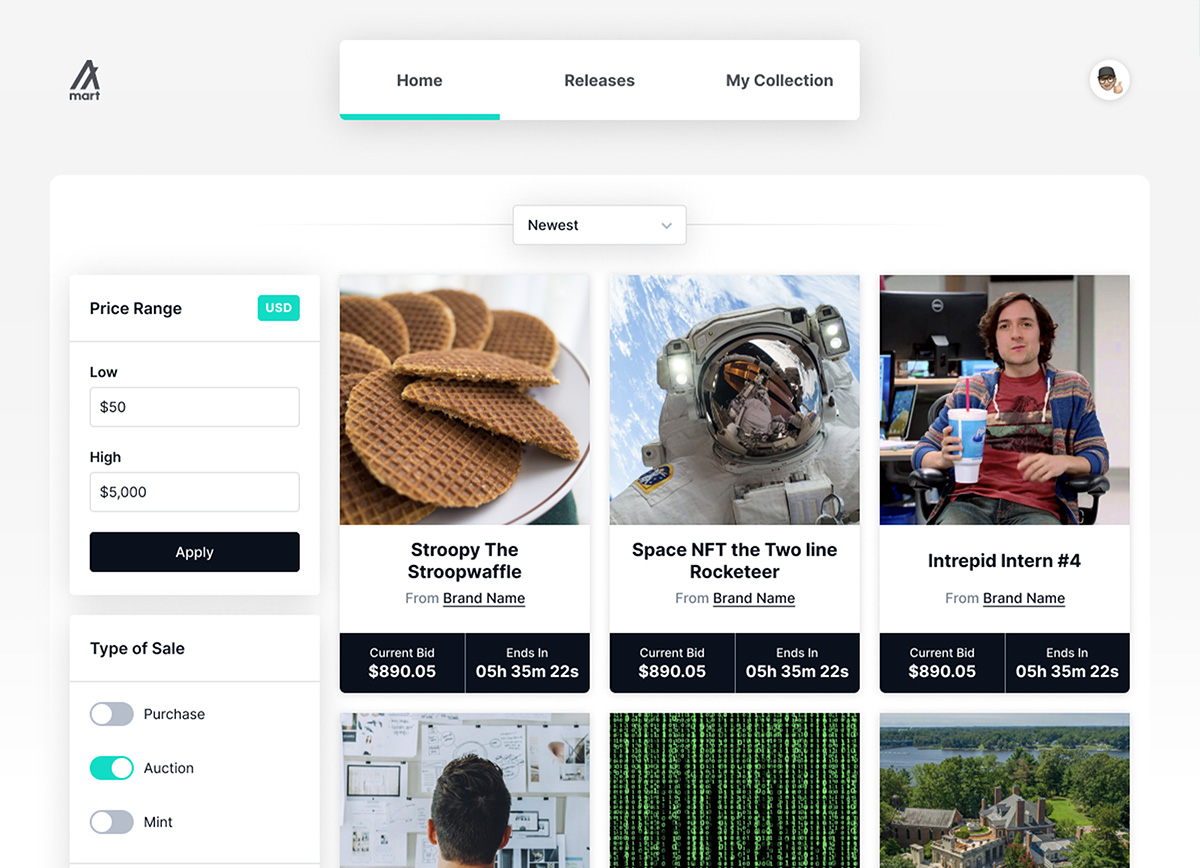 mart
Home
Releases
My Collection
Newest
Price Range
USD
Low
$50
High
$5,000
Apply
Type of Sale
Purchase
Auction
Mint
Stroopy The
Stroopwaffle
From Brand Name
Current Bid
$890.05
Ends In
05h 35m 22s
Space NFT the Two line
Rocketeer
From Brand Name
Current Bid
$890.05
Ends In
05h 35m 22s
Intrepid Intern #4
From Brand Name
Current Bid
$890.05
Ends In
05h 35m 22s